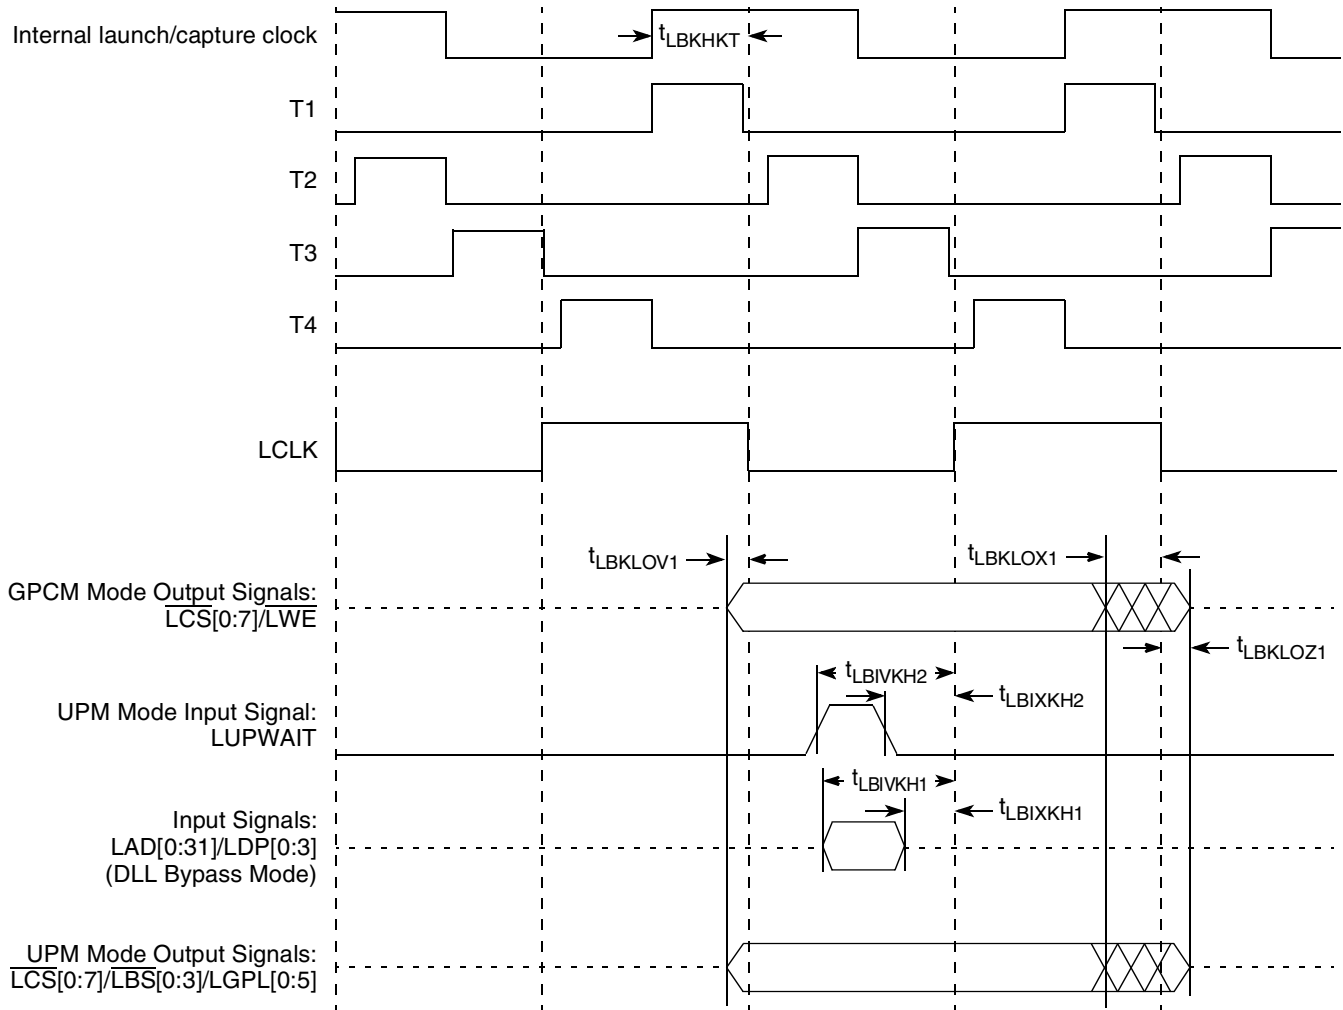 Internal launch/capture clock
tLBKHKT
T1
T2
T3
T4
LCLK
tLBKLOV1
tLBKLOX1
GPCM Mode Output Signals:
LCS[0:7]/LWE
tLBKLOZ1
tLBIVKH2
tLBIXKH2
UPM Mode Input Signal:
LUPWAIT
tLBIVKH1
tLBIXKH1
Input Signals:
LAD[0:31]/LDP[0:3]
(DLL Bypass Mode)
UPM Mode Output Signals:
LCS[0:7]/LBS[0:3]/LGPL[0:5]